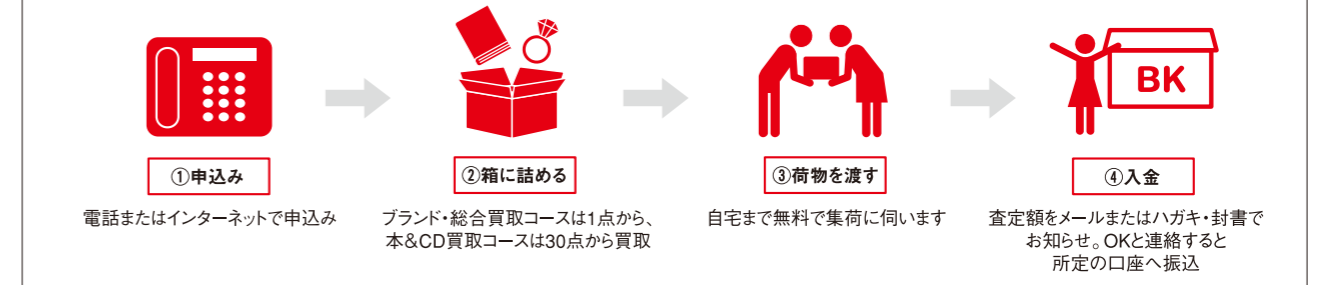 BK
①申込み
電話またはインターネットで申込み
②箱に詰める
ブランド・総合買取コースは1点から、
本&CD買取コースは30点から買取
③荷物を渡す
自宅まで無料で集荷に伺います
④入金
査定額をメールまたはハガキ・封書で
お知らせ。OKと連絡すると
所定の口座へ振込